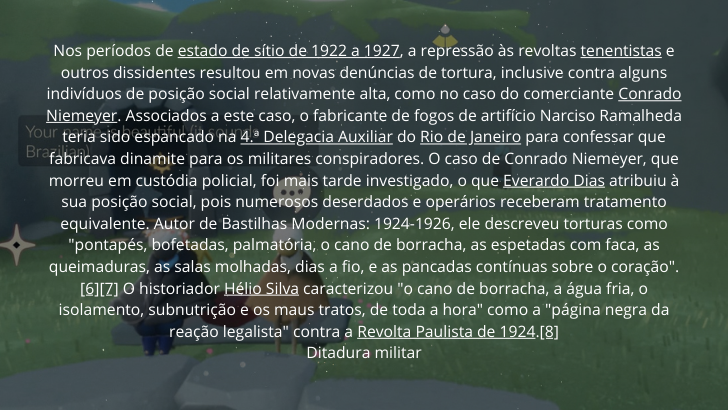 Nos períodos de estado de sítio de 1922 a 1927, a repressão às revoltas tenentistas e
outros dissidentes resultou em novas denúncias de tortura, inclusive contra alguns
indivíduos de posição social relativamente alta, como no caso do comerciante Conrado
Niemeyer. Associados a este caso, o fabricante de fogos de artifício Narciso Ramalheda
teria sido espancado na 4.ª Delegacia Auxiliar do Rio de Janeiro para confessar que
fabricava dinamite para os militares conspiradores. O caso de Conrado Niemeyer, que
morreu em custódia policial, foi mais tarde investigado, o que Everardo Dias atribuiu à
sua posição social, pois numerosos deserdados e operários receberam tratamento
equivalente. Autor de Bastilhas Modernas: 1924-1926, ele descreveu torturas como
"pontapés, bofetadas, palmatória, o cano de borracha, as espetadas com faca, as
queimaduras, as salas molhadas, dias a fio, e as pancadas contínuas sobre o coração".
[6][7] O historiador Hélio Silva caracterizou "o cano de borracha, a água fria, o
isolamento, subnutrição e os maus tratos, de toda a hora" como a "página negra da
reação legalista" contra a Revolta Paulista de 1924.[8]
Ditadura militar
Your name is beautiful (it sounds
Brazilian)